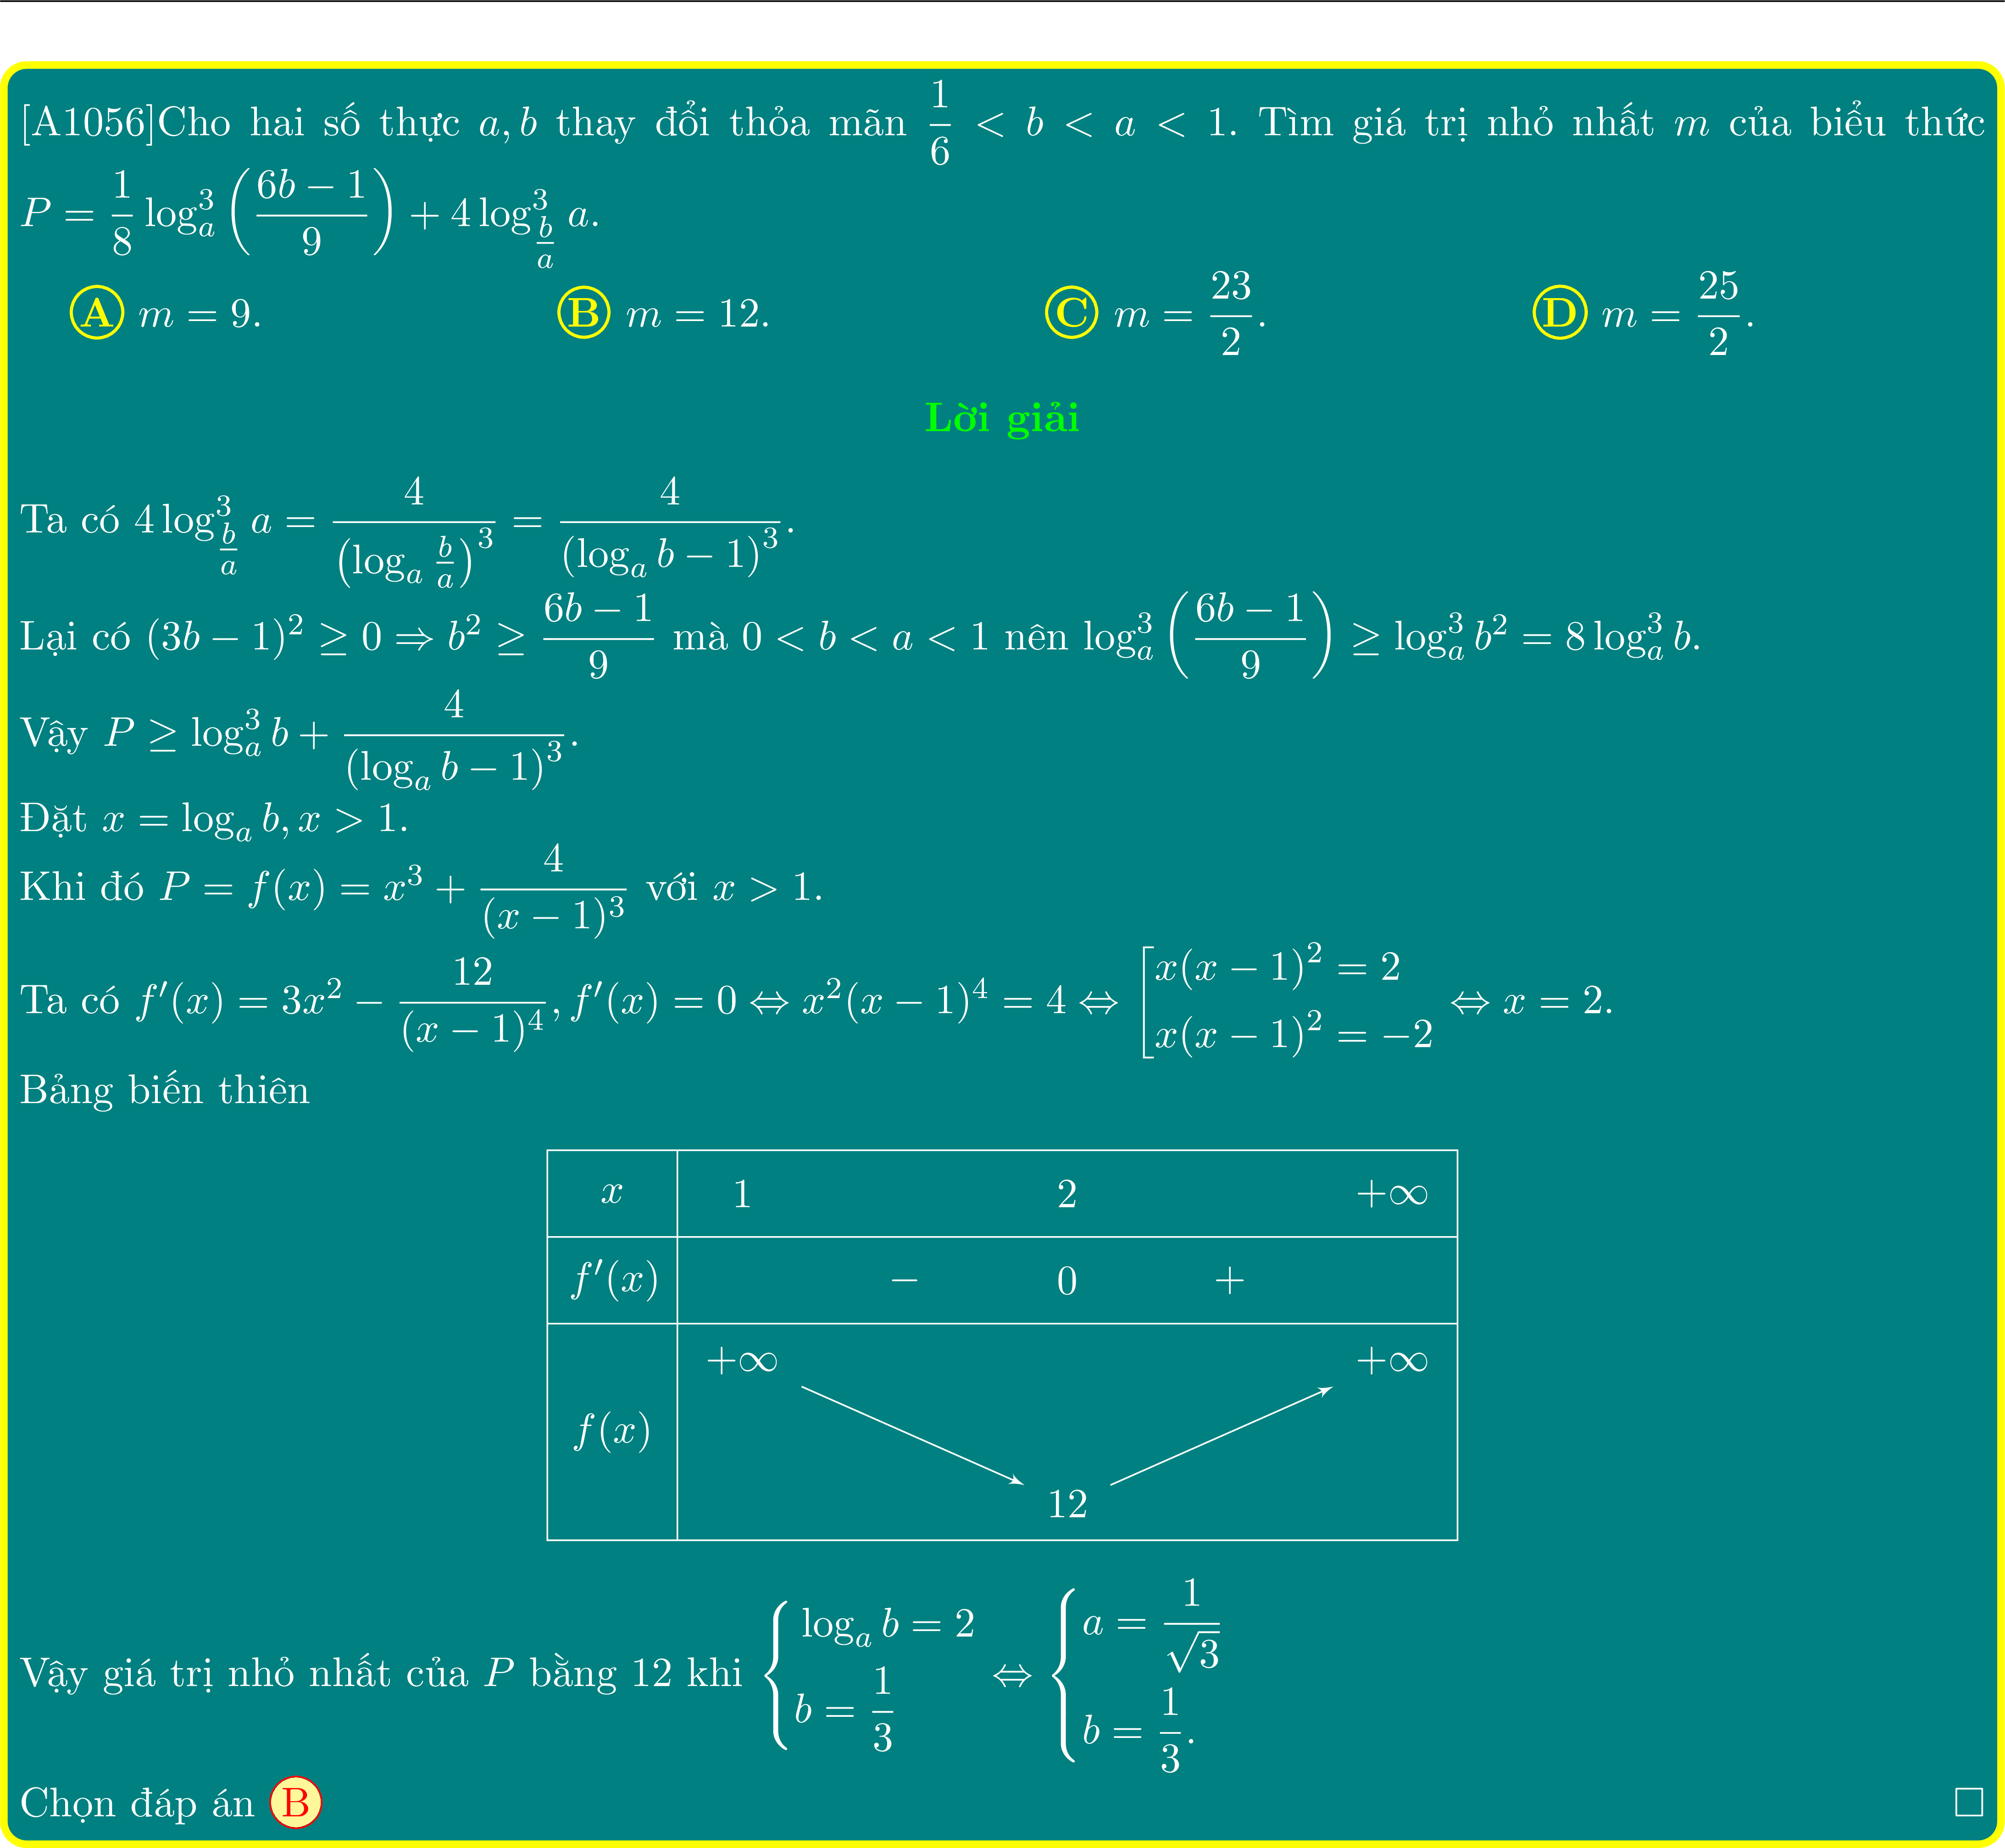 [A1056]Cho hai số thực $a, b$ thay đổi thỏa mãn $\frac{1}{6} < b < a < 1$. Tìm giá trị nhỏ nhất $m$ của biểu thức
$P = \frac{1}{8}\log_a^3\left(\frac{6b-1}{9}\right) + 4\log_{\frac{b}{a}}^3 a$.
A $m = 9$. B $m = 12$. C $m = \frac{23}{2}$. D $m = \frac{25}{2}$.
Lời giải
Ta có $4\log_{\frac{b}{a}}^3 a = \frac{4}{\left(\log_a \frac{b}{a}\right)^3} = \frac{4}{(\log_a b - 1)^3}$.
Lại có $(3b-1)^2 \geq 0 \Rightarrow b^2 \geq \frac{6b-1}{9}$ mà $0 < b < a < 1$ nên $\log_a^3\left(\frac{6b-1}{9}\right) \geq \log_a^3 b^2 = 8\log_a^3 b$.
Vậy $P \geq \log_a^3 b + \frac{4}{(\log_a b - 1)^3}$.
Đặt $x = \log_a b, x > 1$.
Khi đó $P = f(x) = x^3 + \frac{4}{(x-1)^3}$ với $x > 1$.
Ta có $f'(x) = 3x^2 - \frac{12}{(x-1)^4}, f'(x) = 0 \Leftrightarrow x^2(x-1)^4 = 4 \Leftrightarrow \left[\begin{array}{l} x(x-1)^2 = 2 \\ x(x-1)^2 = -2 \end{array}\right. \Leftrightarrow x = 2$.
Bảng biến thiên
$x$ 1 2 $+\infty$
$f'(x)$ $-$ 0 $+$
$+\infty$ $+\infty$
$f(x)$
12
Vậy giá trị nhỏ nhất của $P$ bằng 12 khi $\left\{\begin{array}{l} \log_a b = 2 \\ b = \frac{1}{3} \end{array}\right. \Leftrightarrow \left\{\begin{array}{l} a = \frac{1}{\sqrt{3}} \\ b = \frac{1}{3}. \end{array}\right.$
Chọn đáp án B □